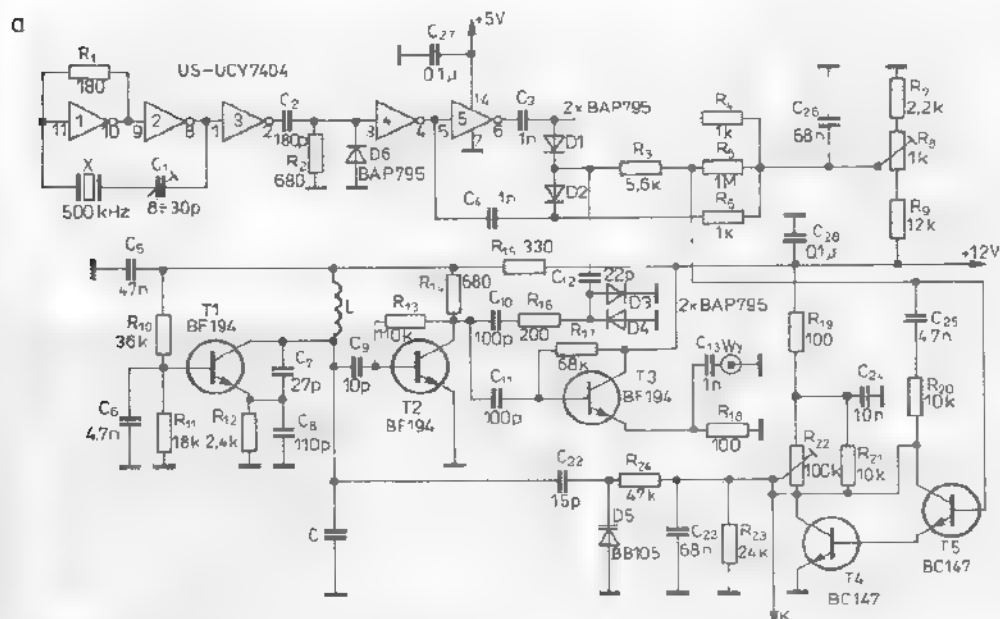 a
+5V
C27
0,1µ
R1
180
US-UCY7404
1
11
10
2
9
8
3
1
2
C2
180p
R2
680
D6
BAP795
4
3
4
5
5
14
7
6
C3
1n
2×BAP795
D1
D2
C4
1n
R3
5,6k
R4
1k
R5
1M
R6
1k
C26
68n
R7
2,2k
R8
1k
R9
12k
X
500kHz
C1
8÷30p
C28
0,1µ
+12V
C5
47n
R15 330
R14
680
L
R10
36k
T1
BF194
R11
18k
R12
2,4k
C6
4,7n
C7
27p
C8
110p
C9
10p
R13
110k
T2
BF194
C10
100p
R16
200
C12
22p
D3
D4
2×BAP795
R17
68k
C11
100p
T3
BF194
C13
1n
Wy
R18
100
R19
100
C24
10n
C25
47n
R20
10k
R22
100k
R21
10k
C22
15p
R24
47k
D5
BB105
C23
68n
R23
24k
C
T4
BC147
T5
BC147
K